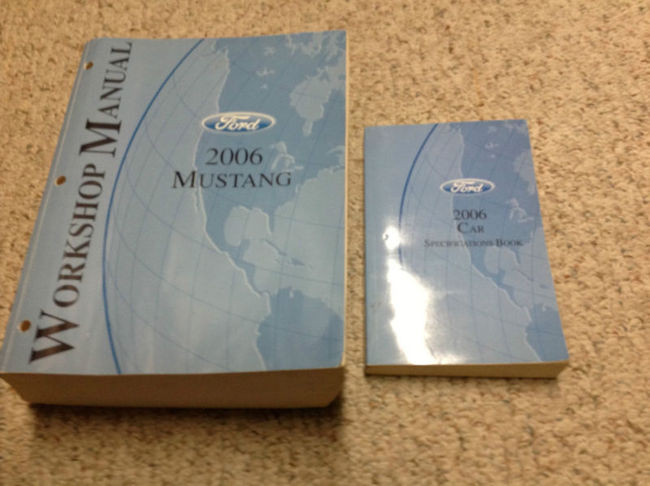 WORKSHOP MANUAL
Ford
2006
MUSTANG
Ford
2006
CAR
SPECIFICATIONS BOOK